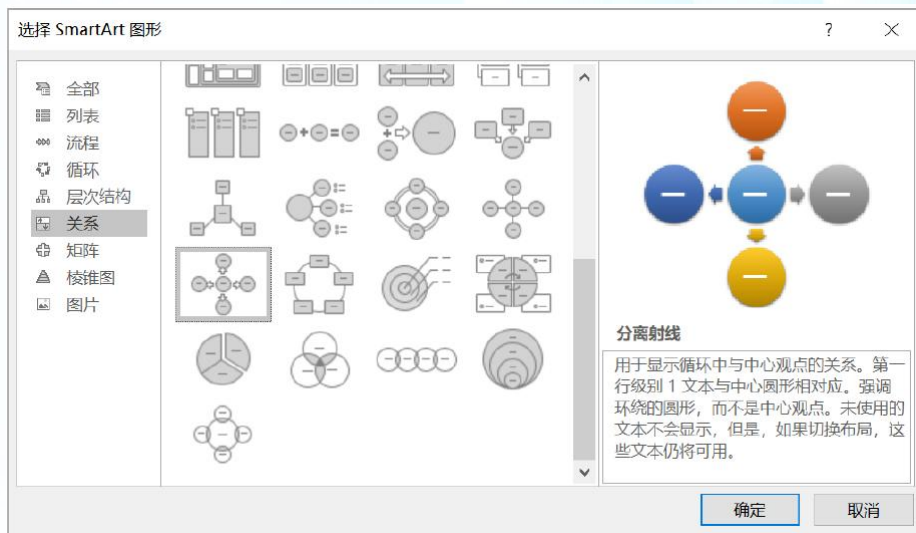 选择 SmartArt 图形
?
全部
列表
流程
循环
层次结构
关系
矩阵
棱锥图
图片
分离射线
用于显示循环中与中心观点的关系。第一
行级别 1 文本与中心圆形相对应。强调
环绕的圆形，而不是中心观点。未使用的
文本不会显示，但是，如果切换布局，这
些文本仍将可用。
确定
取消